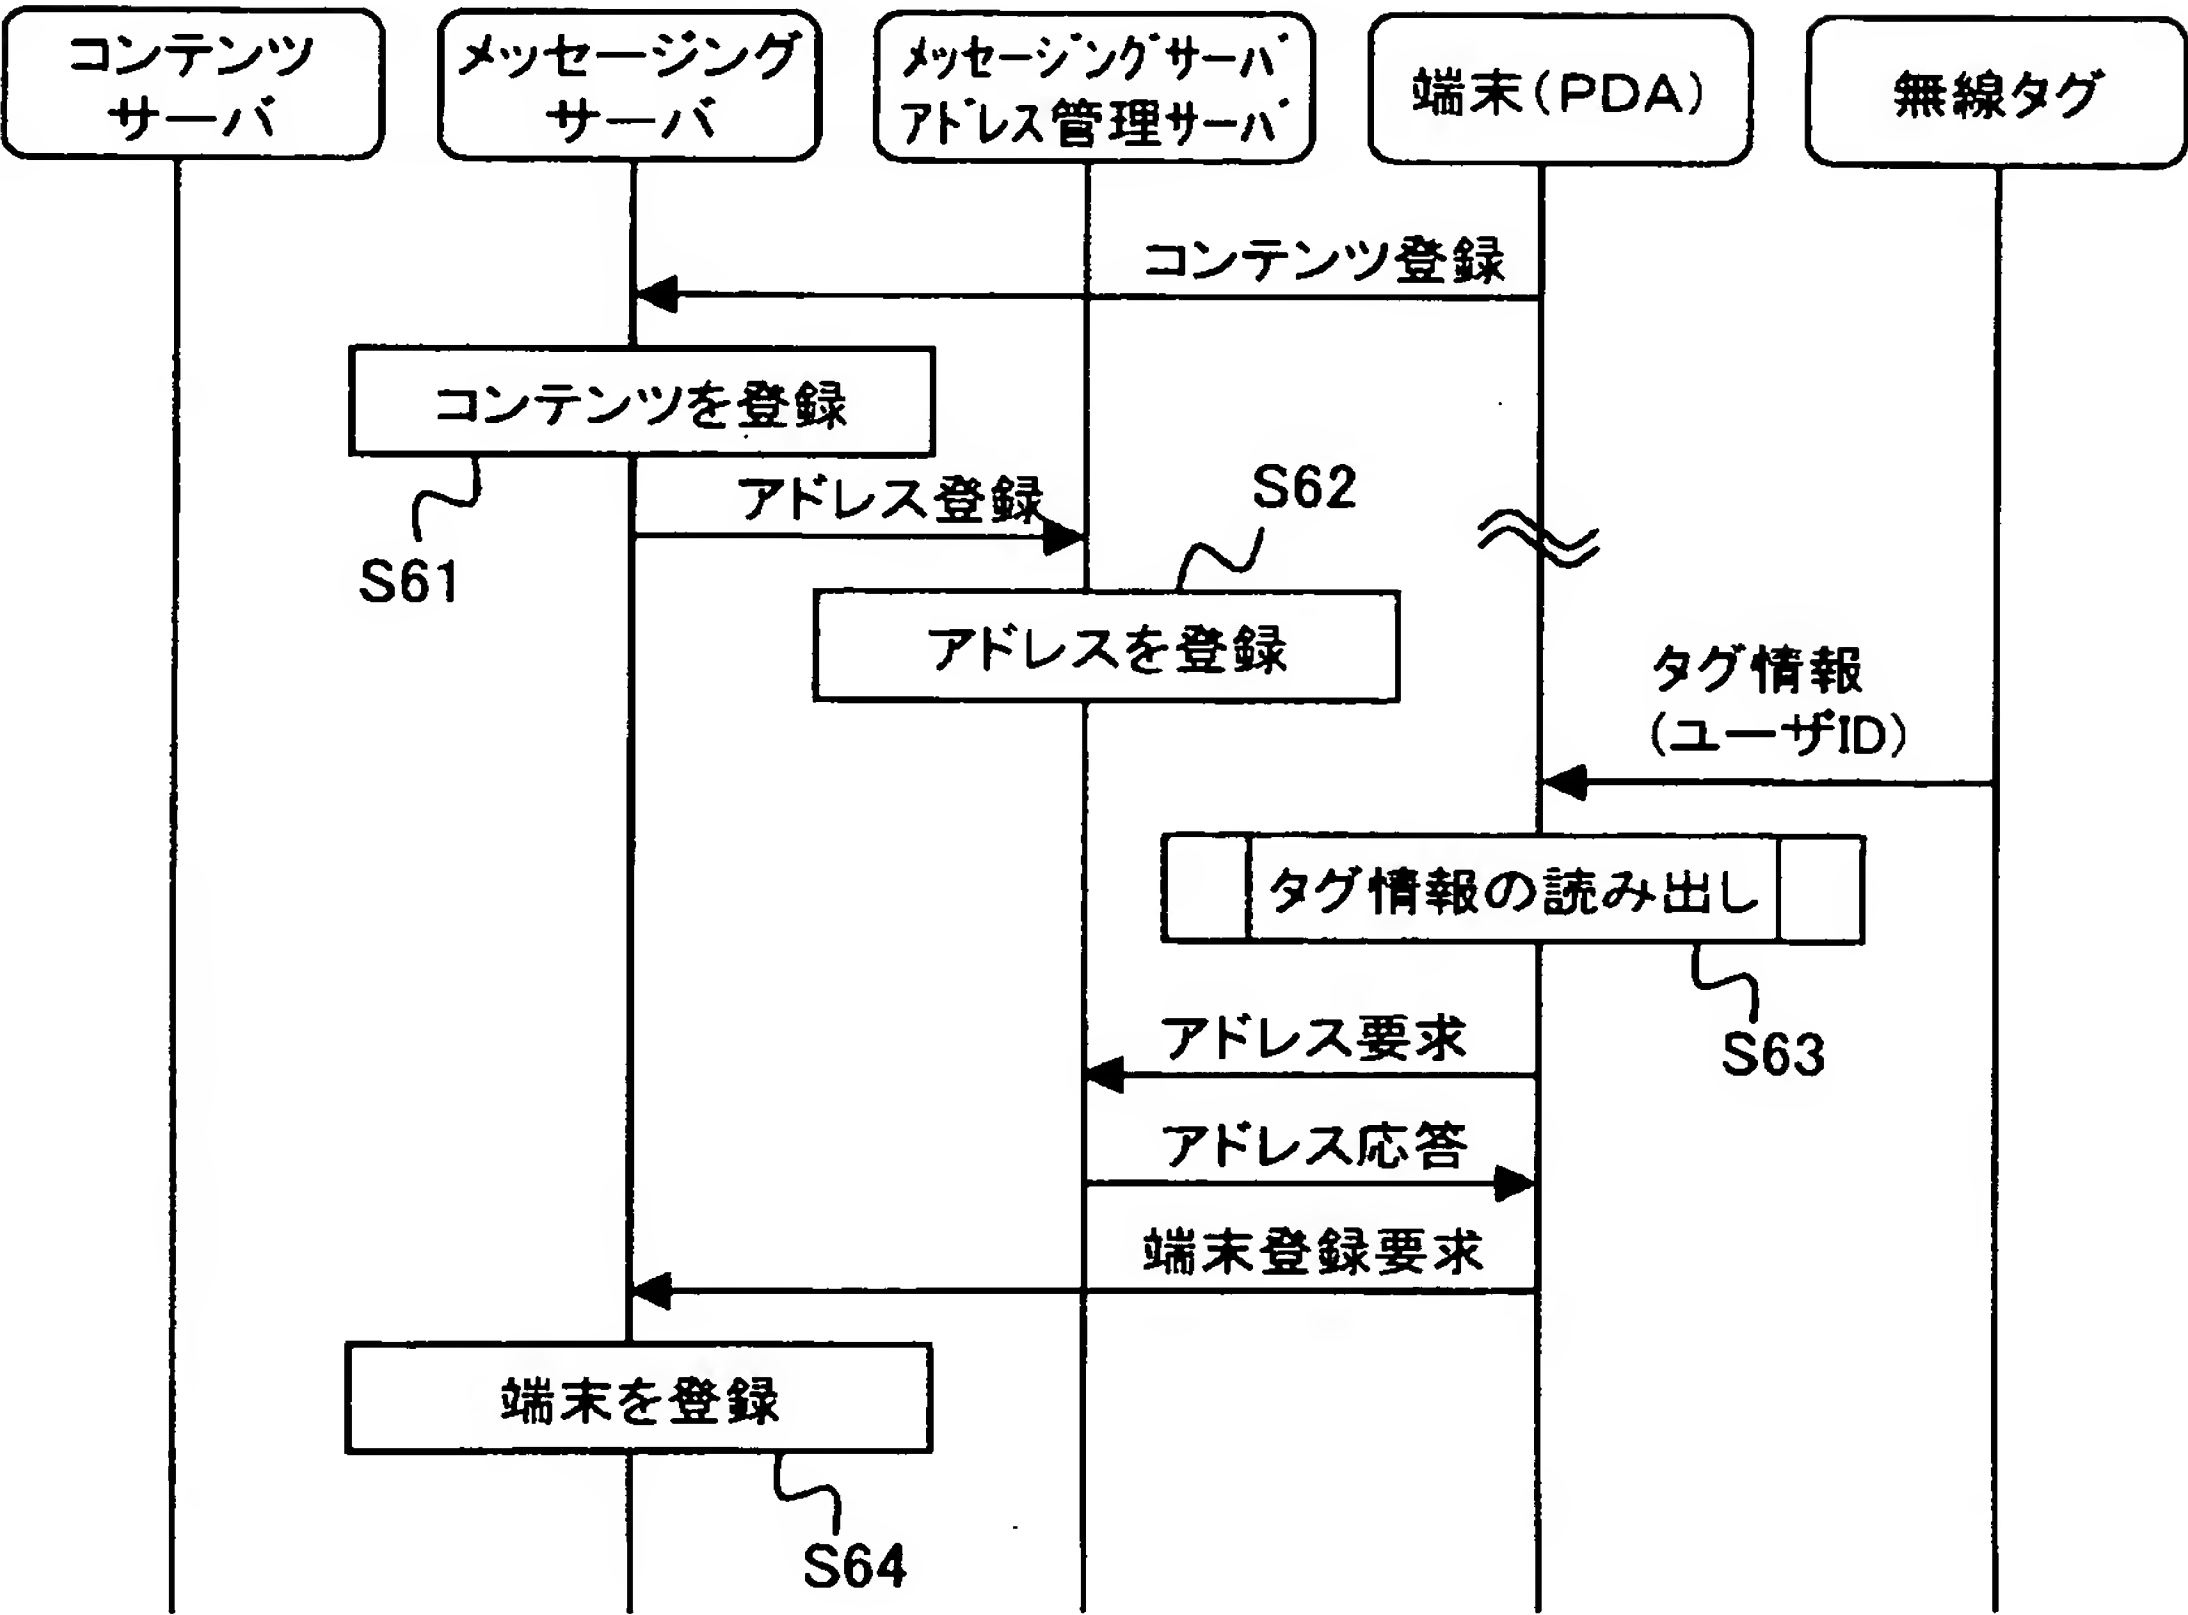 コンテンツ
サーバ
メッセージング
サーバ
メッセージングサーバ
アドレス管理サーバ
端末(PDA)
無線タグ
コンテンツ登録
コンテンツを登録
S61
アドレス登録
S62
アドレスを登録
タグ情報
(ユーザID)
タグ情報の読み出し
S63
アドレス要求
アドレス応答
端末登録要求
端末を登録
S64